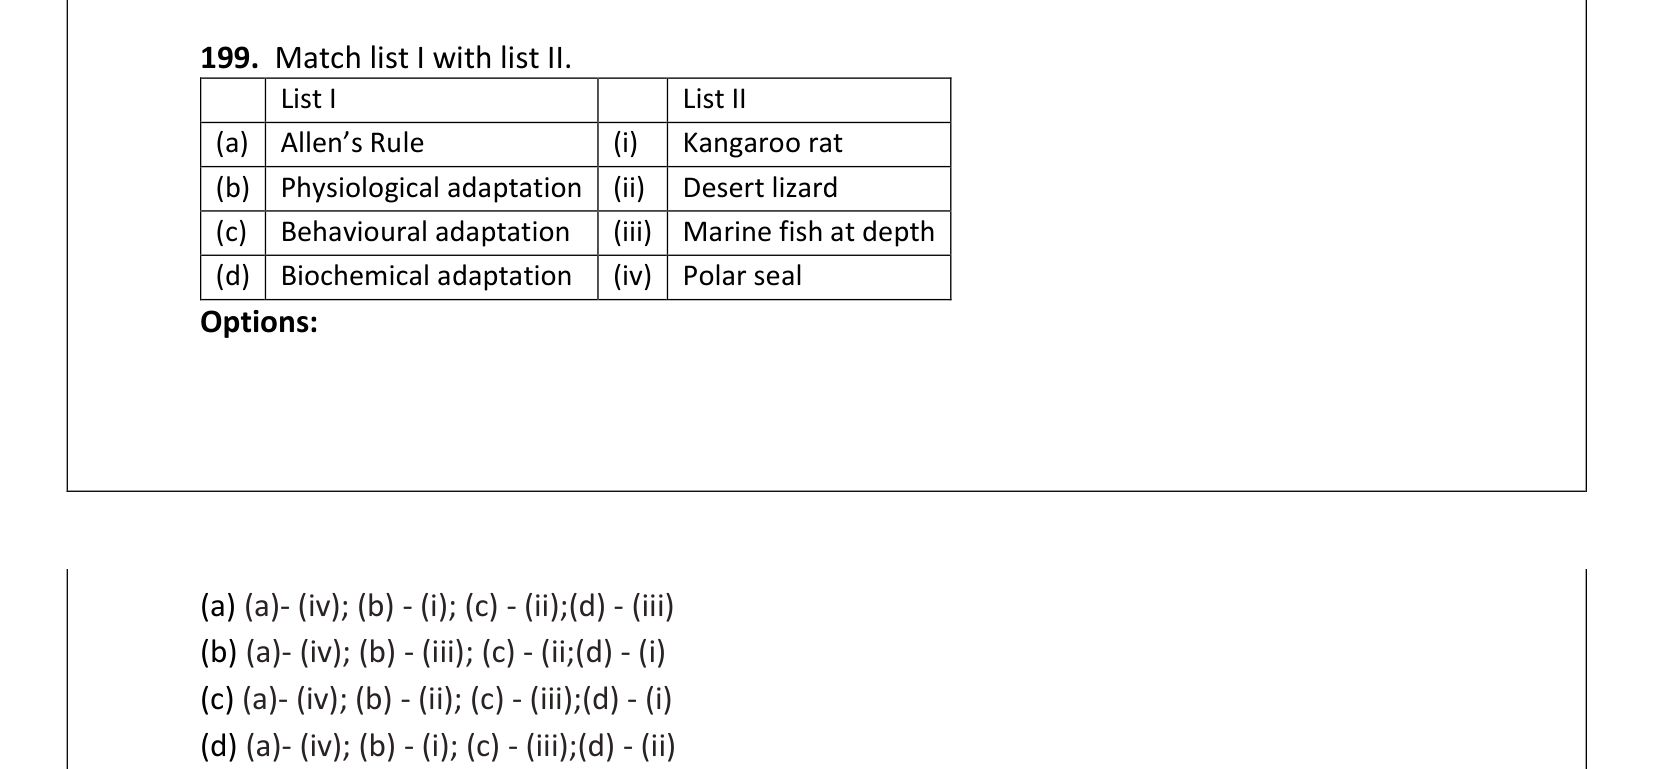 199. Match list I with list II.
List I List II
(a) Allen’s Rule (i) Kangaroo rat
(b) Physiological adaptation (ii) Desert lizard
(c) Behavioural adaptation (iii) Marine fish at depth
(d) Biochemical adaptation (iv) Polar seal
Options:
(a) (a)- (iv); (b) - (i); (c) - (ii);(d) - (iii)
(b) (a)- (iv); (b) - (iii); (c) - (ii;(d) - (i)
(c) (a)- (iv); (b) - (ii); (c) - (iii);(d) - (i)
(d) (a)- (iv); (b) - (i); (c) - (iii);(d) - (ii)